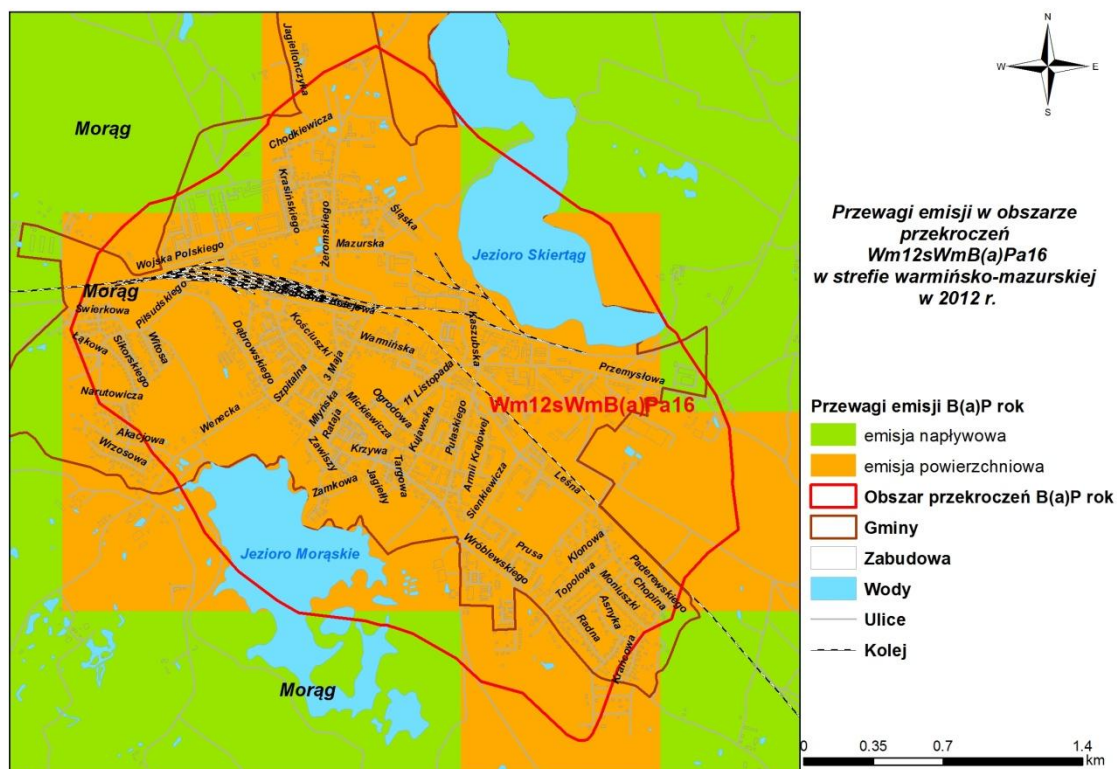 N
W
E
S
Przewagi emisji w obszarze
przekroczeń
Wm12sWmB(a)Pa16
w strefie warmińsko-mazurskiej
w 2012 r.
Przewagi emisji B(a)P rok
emisja napływowa
emisja powierzchniowa
Obszar przekroczeń B(a)P rok
Gminy
Zabudowa
Wody
Ulice
Kolej
0
0.35
0.7
1.4
km
Jagiellończyka
Morąg
Chodkiewicza
Krasińskiego
Śląska
Żeromskiego
Mazurska
Wojska Polskiego
Jezioro Skiertąg
Morąg
Kolejowa
Piłsudskiego
Świerkowa
Kościuszki
Warmińska
Kaszubska
Łąkowa
Sikorskiego
Witosa
Dąbrowskiego
3 Maja
Przemysłowa
Szpitalna
11 Listopada
Narutowicza
Młyńska
Mickiewicza
Ogrodowa
Wm12sWmB(a)Pa16
Wenecka
Rataja
Kujawska
Pułaskiego
Akacjowa
Wrzosowa
Zawiszy
Krzywa
Targowa
Armii Krajowej
Zamkowa
Jagiełły
Sienkiewicza
Leśna
Jezioro Morąskie
Wróblewskiego
Prusa
Klonowa
Topolowa
Moniuszki
Chopina
Paderewskiego
Asnyka
Radna
Krańcowa
Morąg